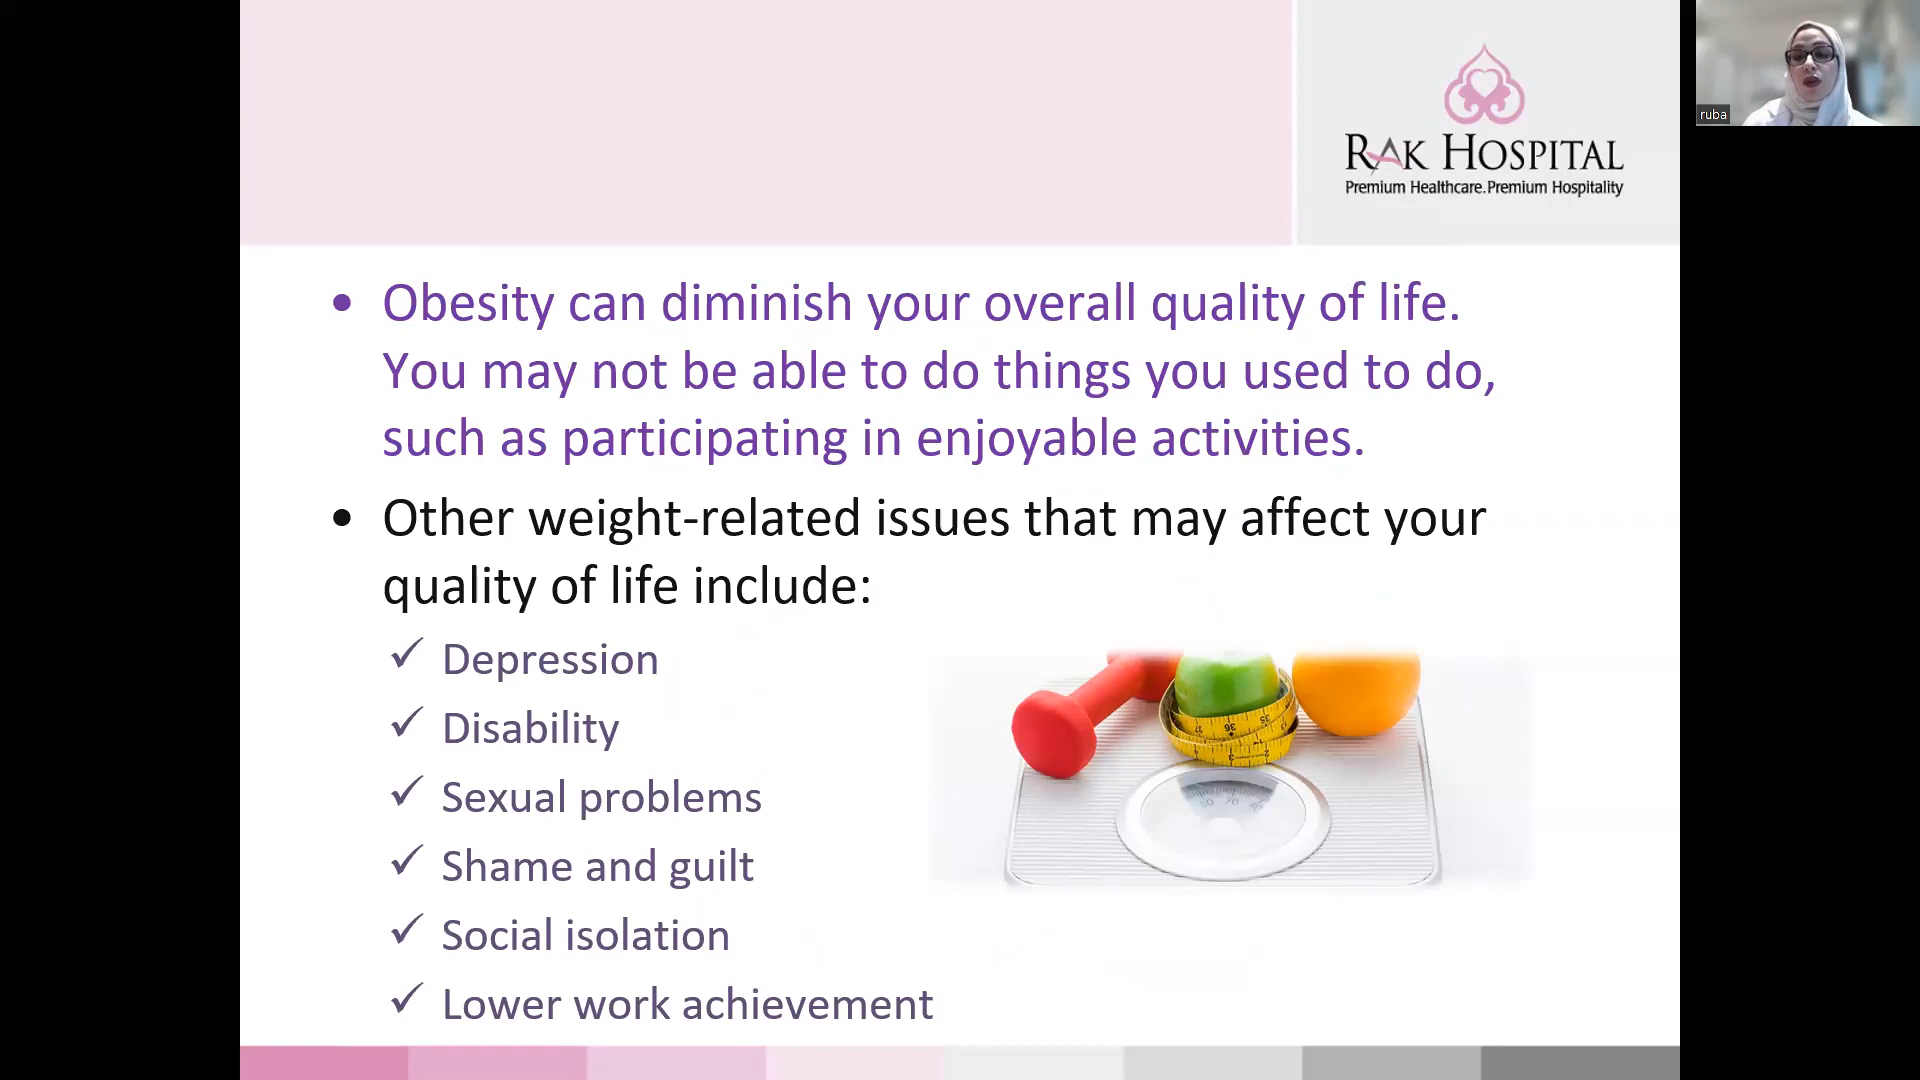 RAK HOSPITAL
Premium Healthcare. Premium Hospitality
ruba
• Obesity can diminish your overall quality of life.
You may not be able to do things you used to do,
such as participating in enjoyable activities.
• Other weight-related issues that may affect your
quality of life include:
✓ Depression
✓ Disability
✓ Sexual problems
✓ Shame and guilt
✓ Social isolation
✓ Lower work achievement